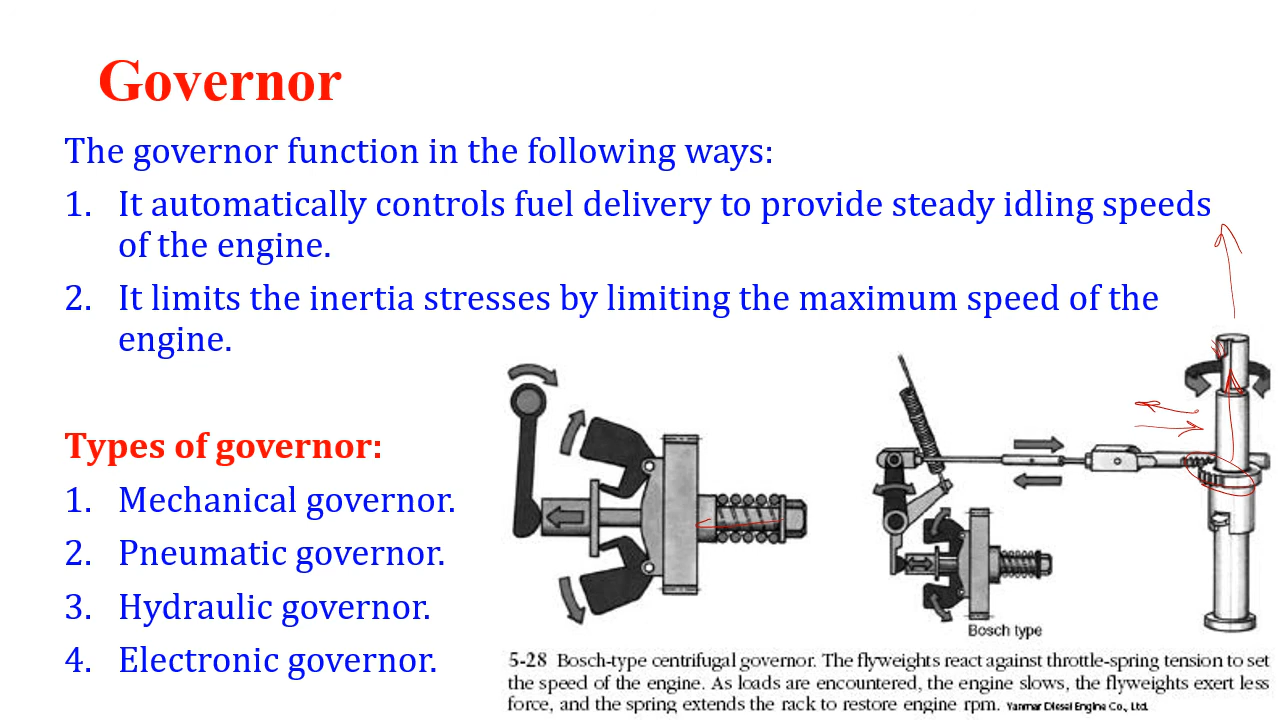 Governor
The governor function in the following ways:
1. It automatically controls fuel delivery to provide steady idling speeds
of the engine.
2. It limits the inertia stresses by limiting the maximum speed of the
engine.
Types of governor:
1. Mechanical governor.
2. Pneumatic governor.
3. Hydraulic governor.
4. Electronic governor.
Bosch type
5-28 Bosch-type centrifugal governor. The flyweights react against throttle-spring tension to set
the speed of the engine. As loads are encountered, the engine slows, the flyweights exert less
force, and the spring extends the rack to restore engine rpm. Yanmar Diesel Engine Co., Ltd.